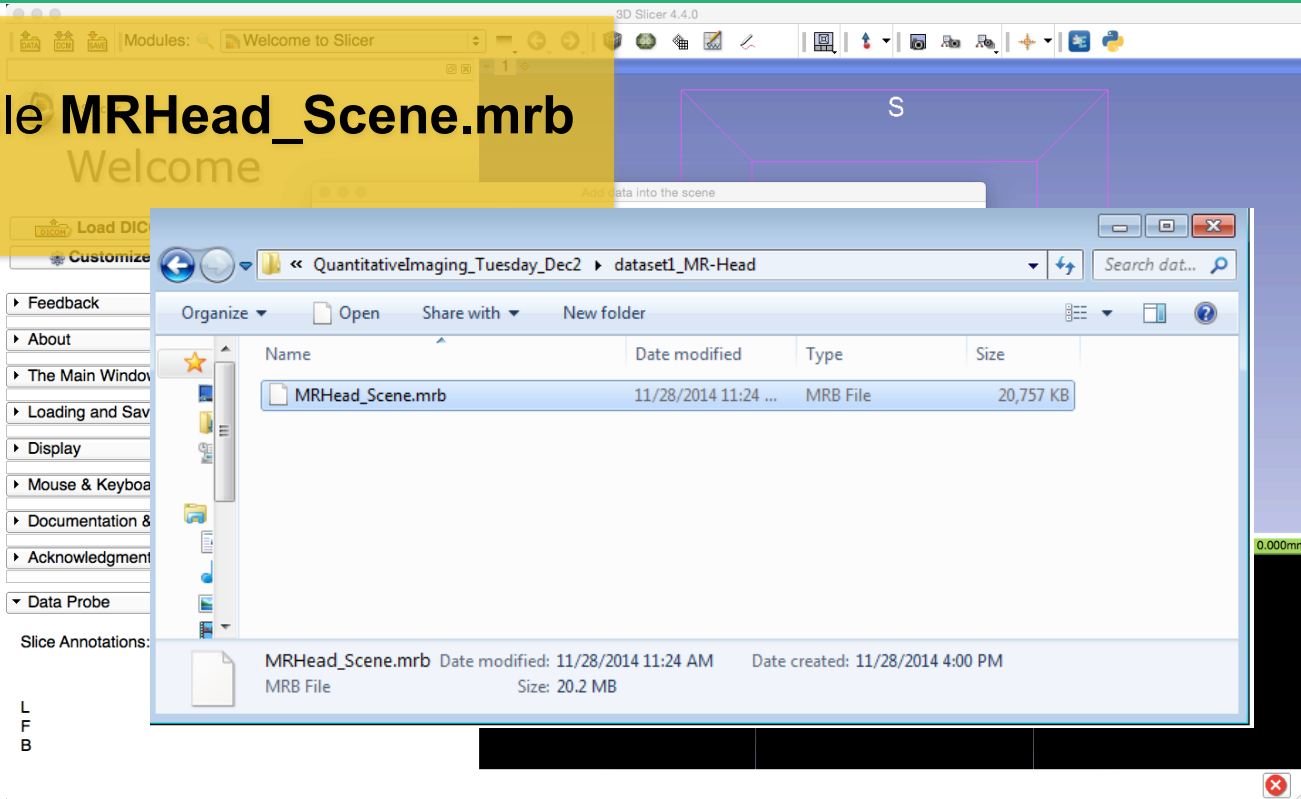 3D Slicer 4.4.0
DATA DCM SAVE Modules: Welcome to Slicer
1
le MRHead_Scene.mrb
S
Welcome
Add data into the scene
DICOM Load DIC
Customize
« QuantitativeImaging_Tuesday_Dec2 dataset1_MR-Head Search dat...
Organize Open Share with New folder
Name Date modified Type Size
MRHead_Scene.mrb 11/28/2014 11:24 ... MRB File 20,757 KB
Feedback
About
The Main Window
Loading and Sav
Display
Mouse & Keyboa
Documentation &
Acknowledgment
Data Probe
Slice Annotations:
L
F
B
0.000mm
MRHead_Scene.mrb Date modified: 11/28/2014 11:24 AM Date created: 11/28/2014 4:00 PM
MRB File Size: 20.2 MB